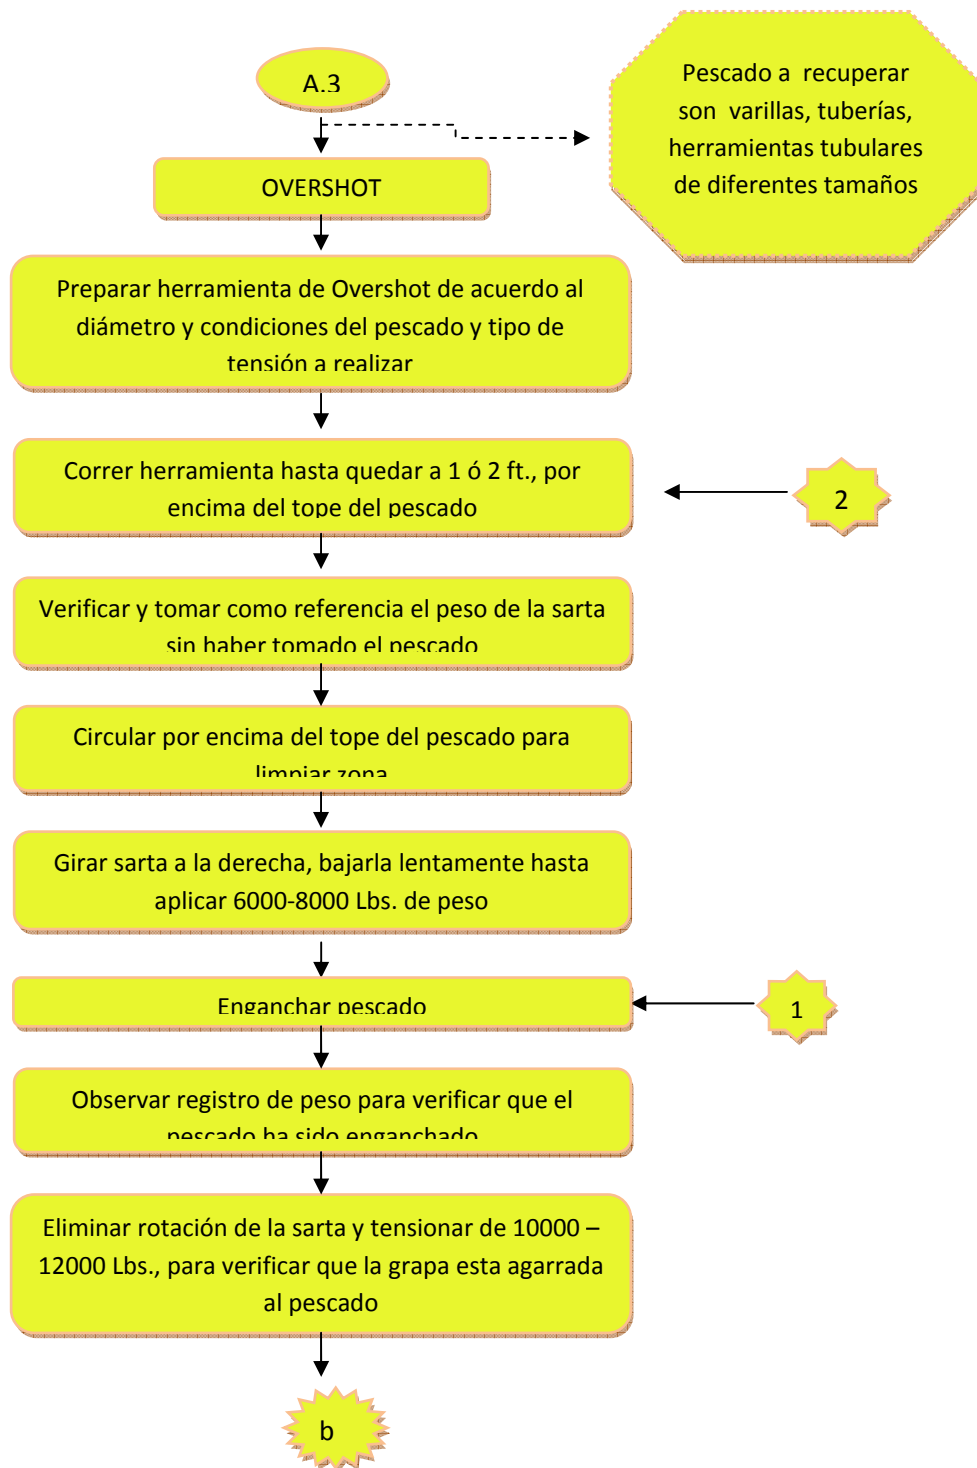 A.3
Pescado a recuperar
son varillas, tuberías,
herramientas tubulares
de diferentes tamaños
OVERSHOT
Preparar herramienta de Overshot de acuerdo al
diámetro y condiciones del pescado y tipo de
tensión a realizar
Correr herramienta hasta quedar a 1 ó 2 ft., por
encima del tope del pescado
2
Verificar y tomar como referencia el peso de la sarta
sin haber tomado el pescado
Circular por encima del tope del pescado para
limpiar zona
Girar sarta a la derecha, bajarla lentamente hasta
aplicar 6000-8000 Lbs. de peso
Enganchar pescado
1
Observar registro de peso para verificar que el
pescado ha sido enganchado
Eliminar rotación de la sarta y tensionar de 10000 –
12000 Lbs., para verificar que la grapa esta agarrada
al pescado
b